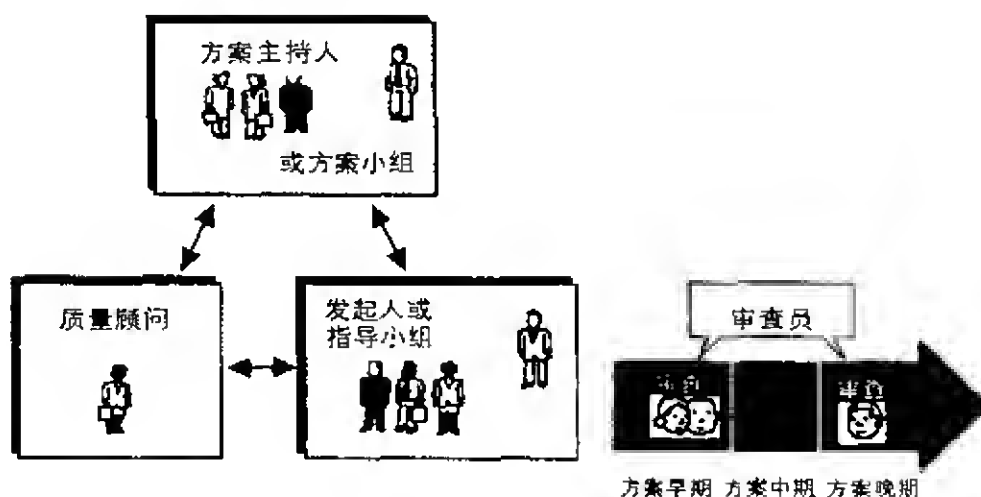 方案主持人
或方案小组
质量顾问
发起人或
指导小组
审查员
审查
审查
方案早期 方案中期 方案晚期